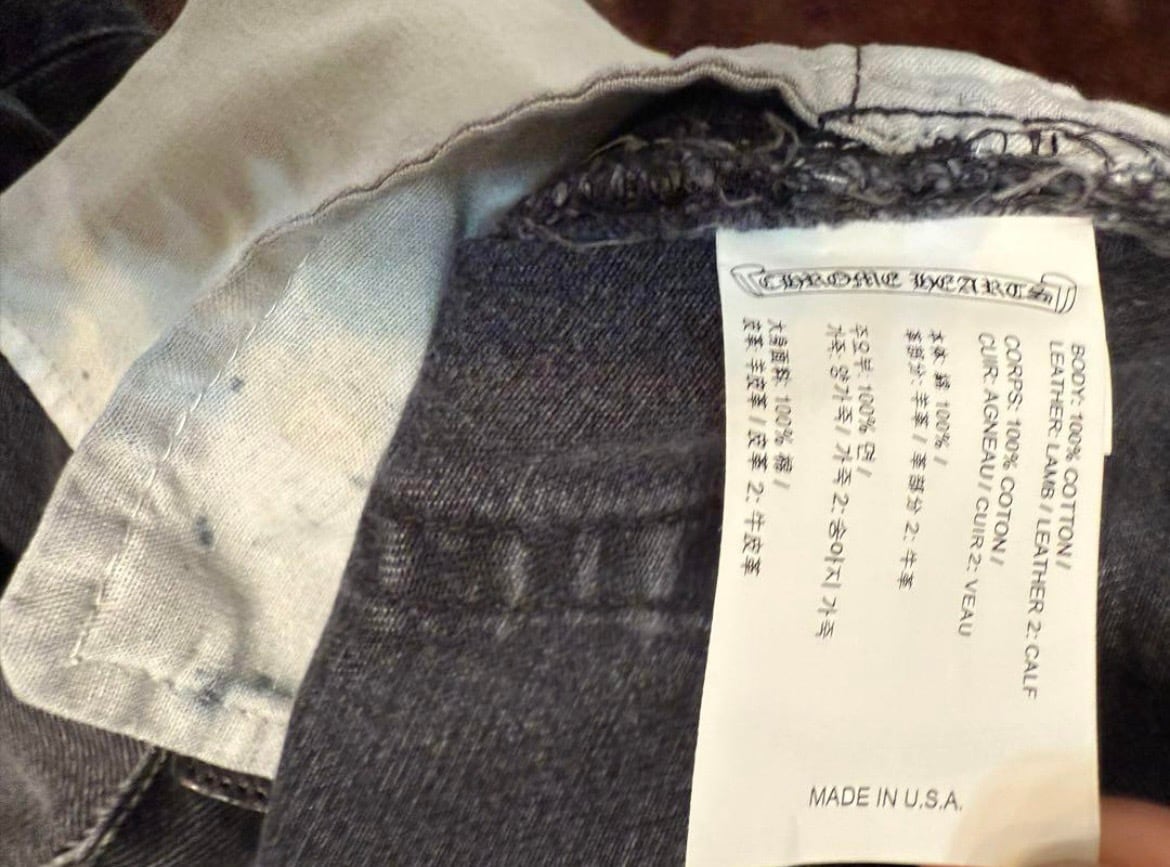 CHROME HEARTS
BODY: 100% COTTON /
LEATHER: LAMB / LEATHER 2: CALF
CORPS: 100% COTON /
CUIR: AGNEAU / CUIR 2: VEAU
本体: 綿 100% /
革部分: 羊革 / 革部分 2: 牛革
주요부: 100% 면 /
가죽: 양가죽 / 가죽 2: 송아지 가죽
大身面料: 100% 棉 /
皮革: 羊皮革 / 皮革 2: 牛皮革
MADE IN U.S.A.